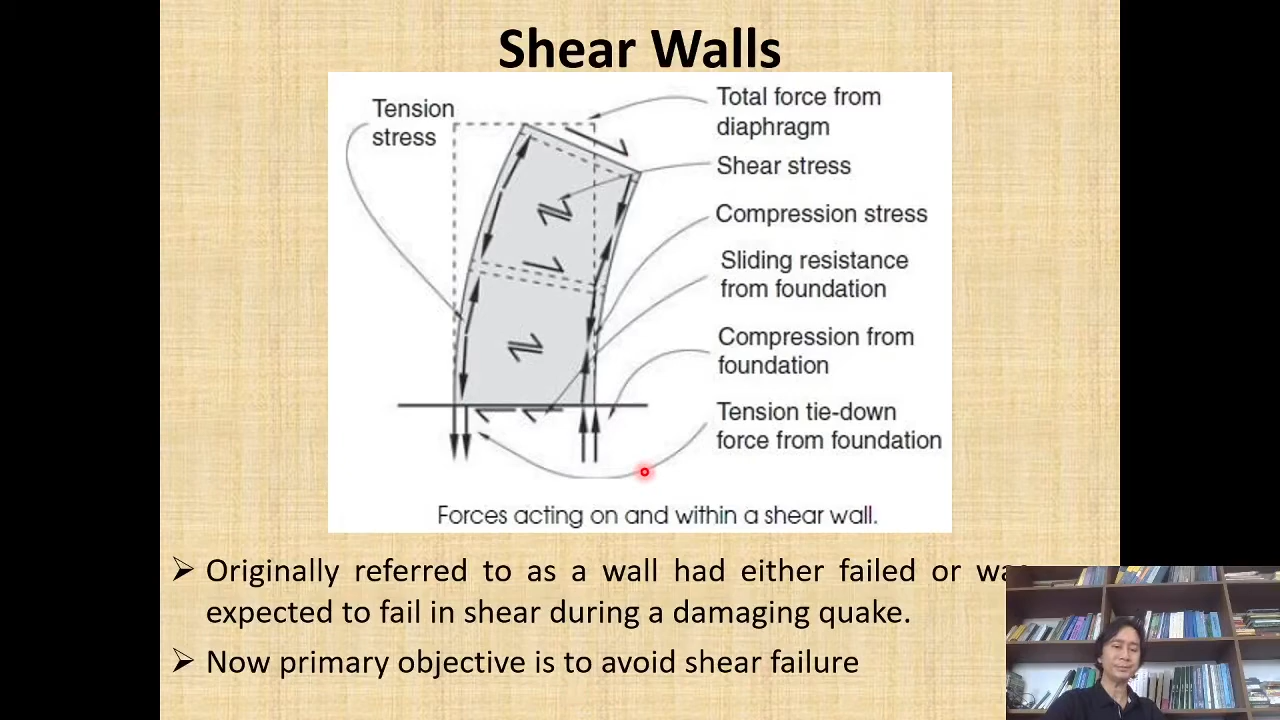 Shear Walls
Tension
stress
Total force from
diaphragm
Shear stress
Compression stress
Sliding resistance
from foundation
Compression from
foundation
Tension tie-down
force from foundation
Forces acting on and within a shear wall.
Originally referred to as a wall had either failed or
expected to fail in shear during a damaging quake.
Now primary objective is to avoid shear failure